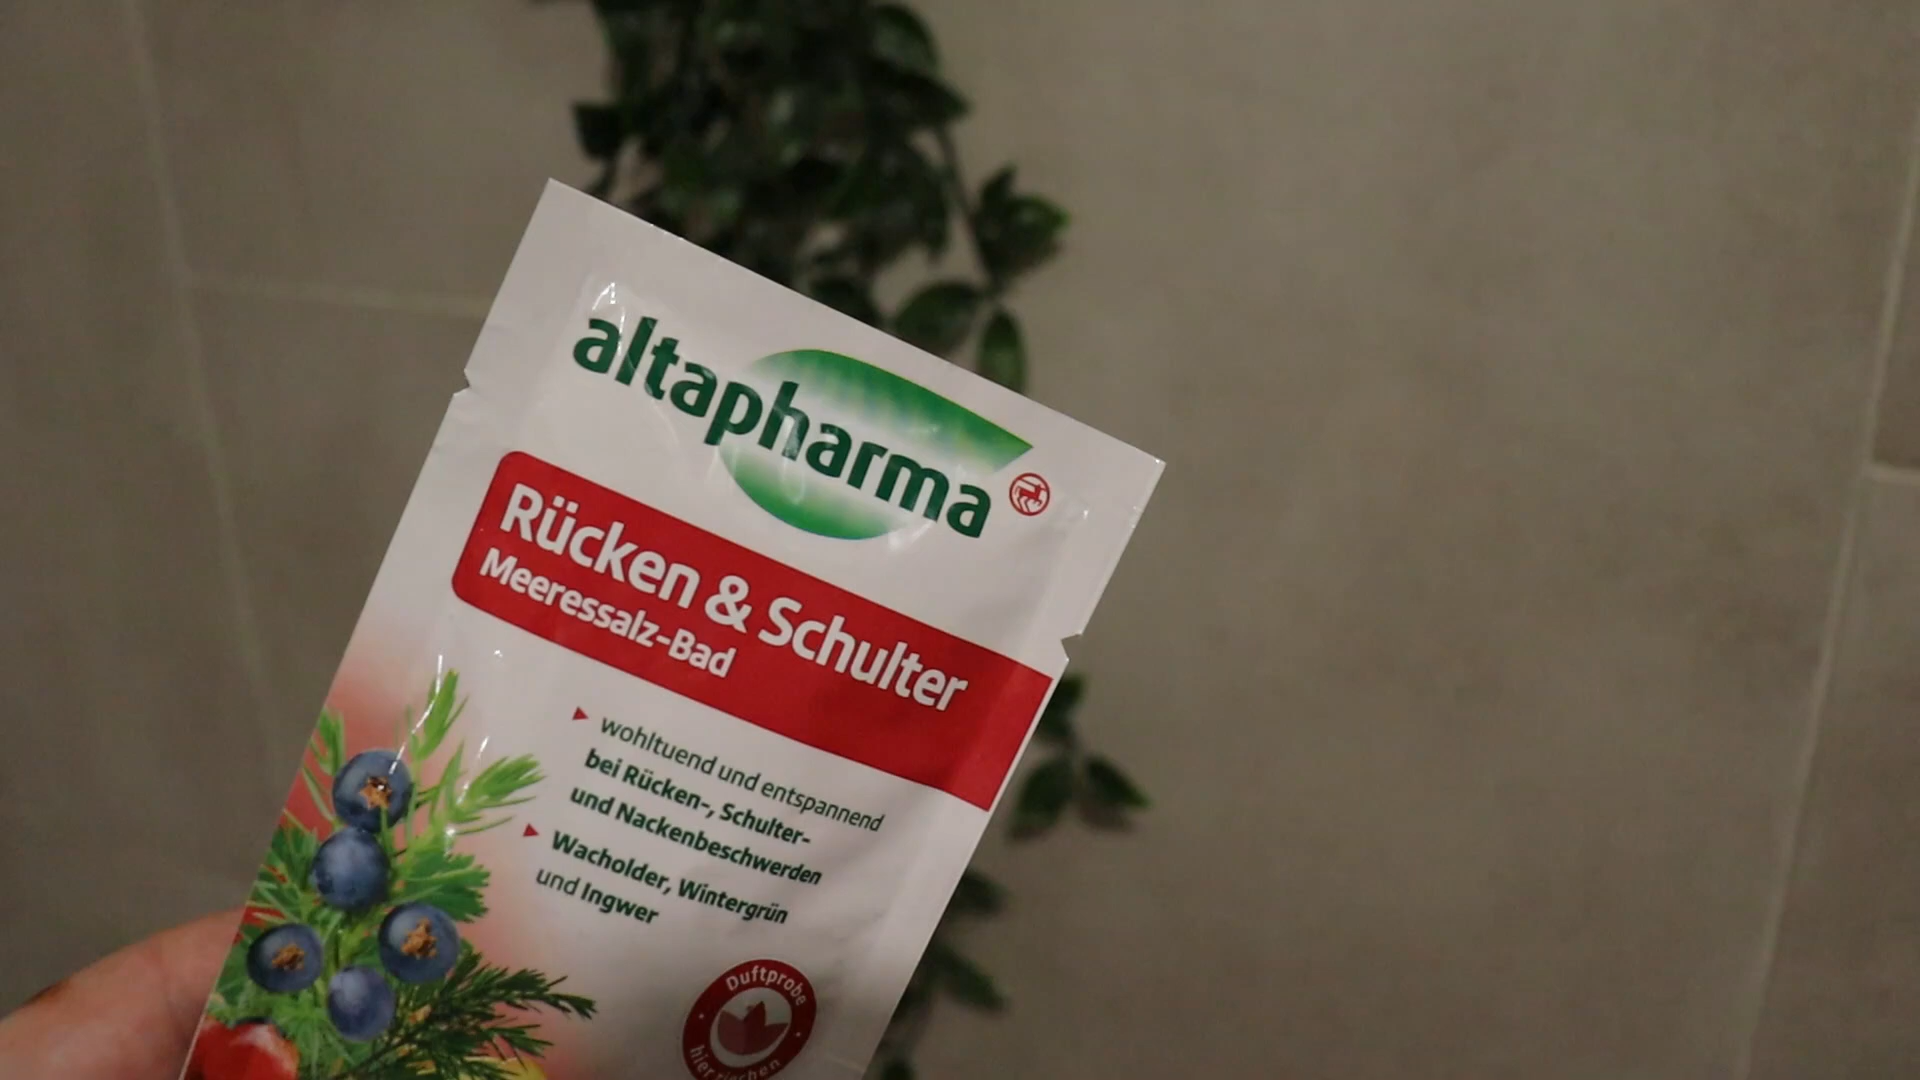 altapharma
Rücken & Schulter
Meeressalz-Bad
wohltuend und entspannend
bei Rücken-, Schulter-
und Nackenbeschwerden
Wacholder, Wintergrün
und Ingwer
Duftprobe
hier riechen